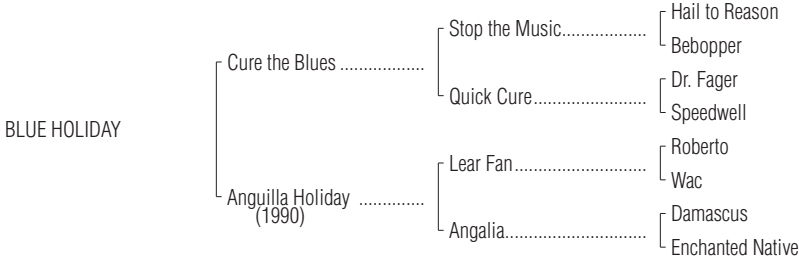 Hail to Reason
Stop the Music..................
Bebopper
Cure the Blues ..................
Dr. Fager
Quick Cure........................
Speedwell
BLUE HOLIDAY
Roberto
Lear Fan............................
Wac
Anguilla Holiday ..............
(1990)
Damascus
Angalia..............................
Enchanted Native